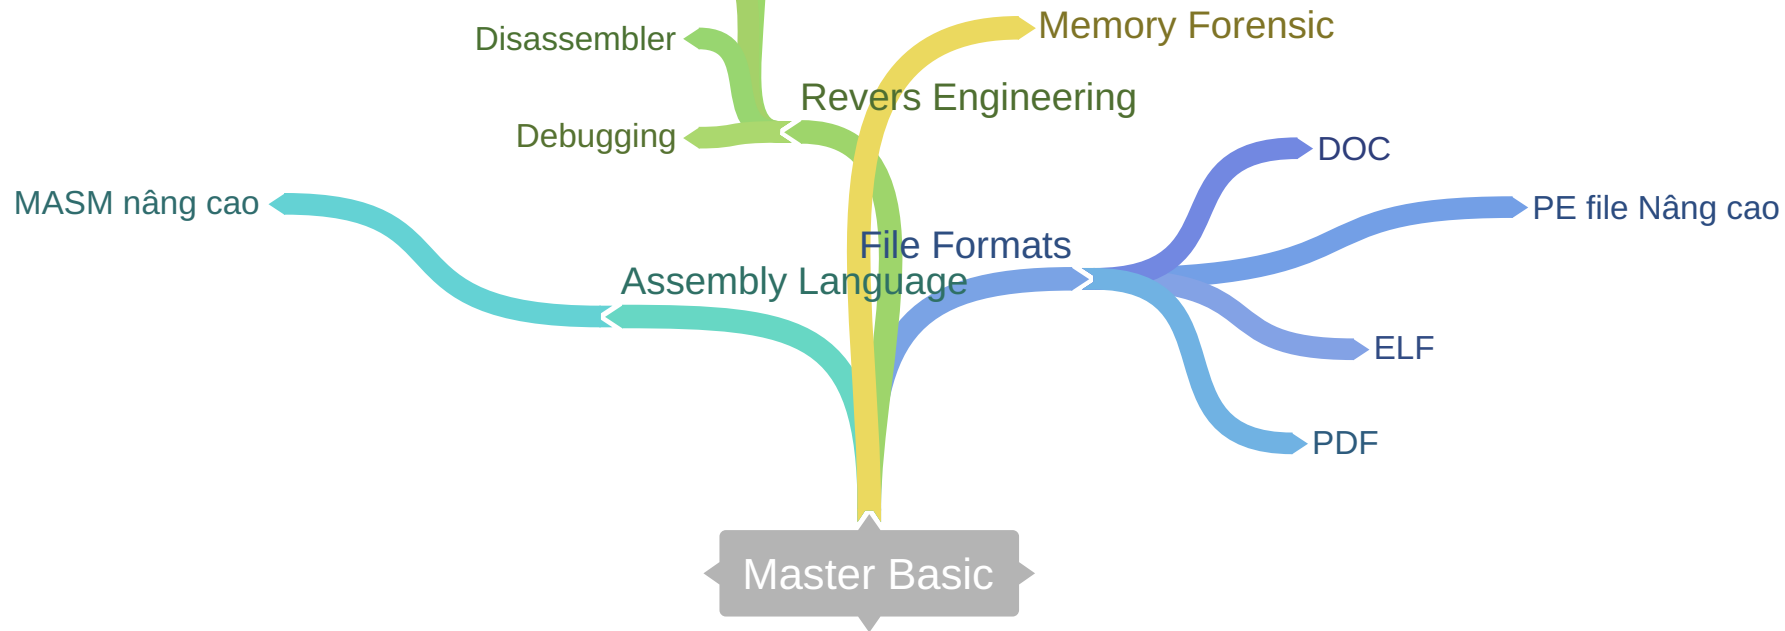 Memory Forensic
Disassembler
Revers Engineering
Debugging
DOC
MASM nâng cao
PE file Nâng cao
File Formats
Assembly Language
ELF
PDF
Master Basic